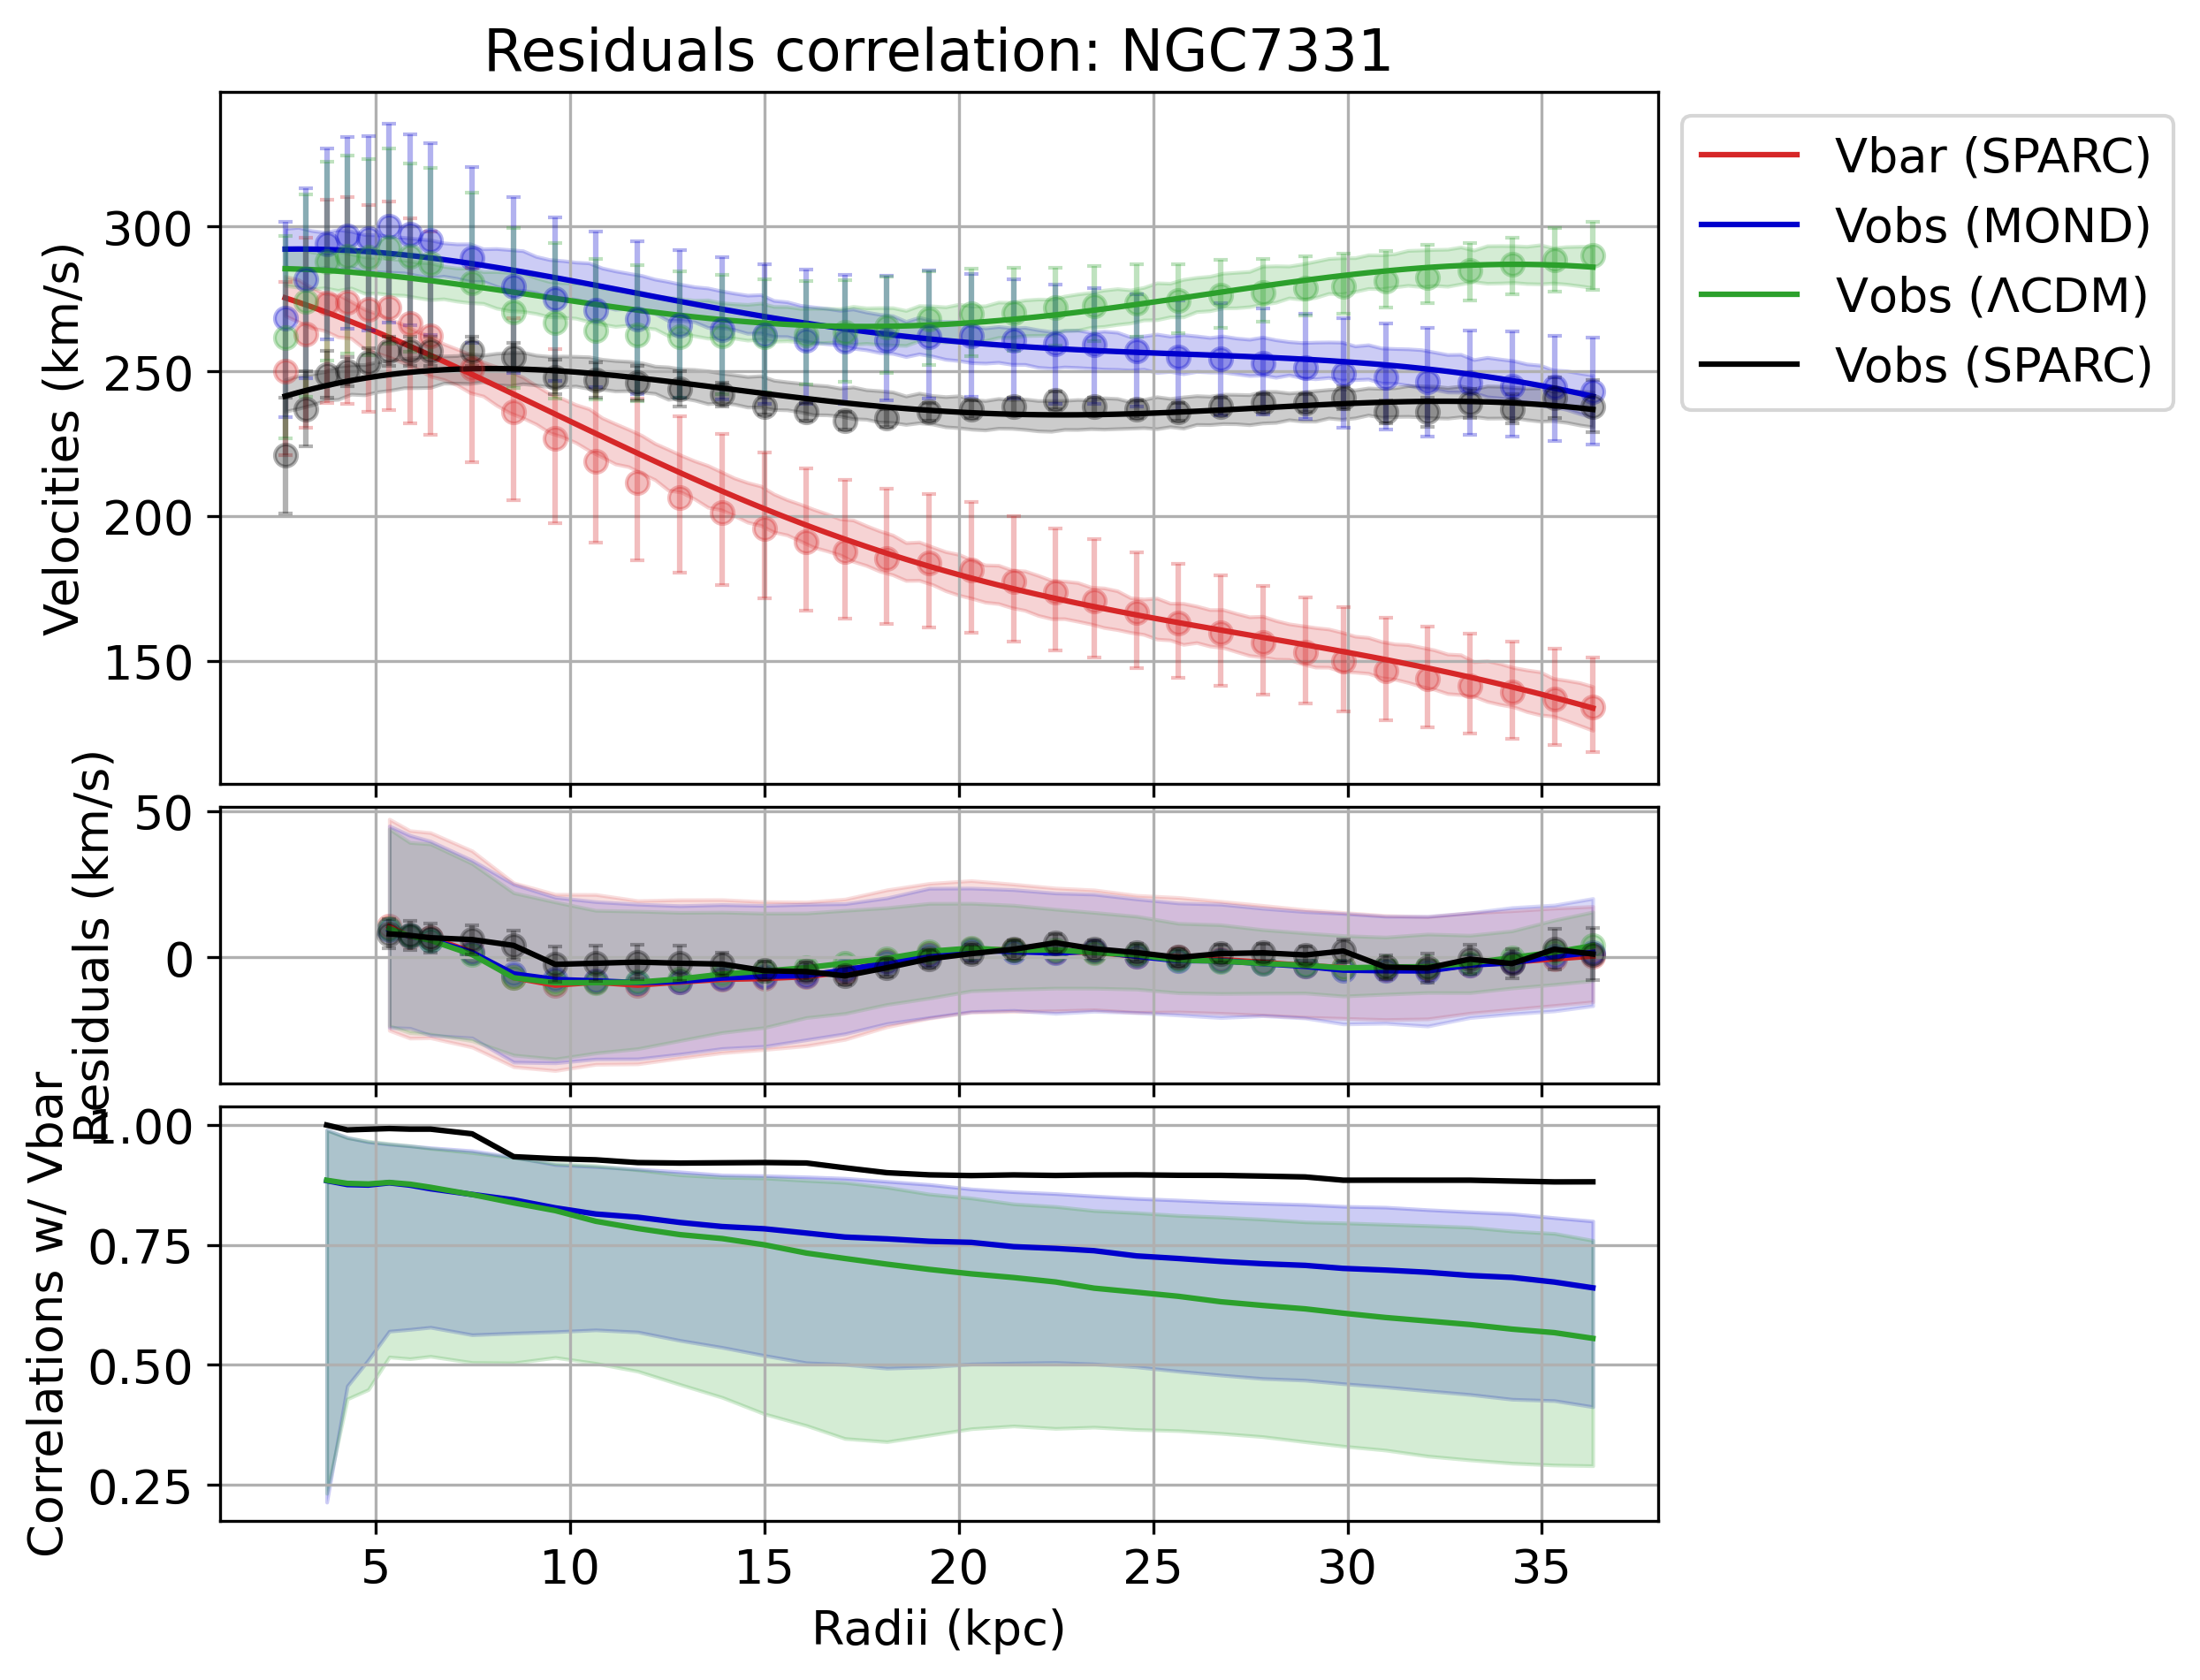 Residuals correlation: NGC7331
Vbar (SPARC)
Vobs (MOND)
Vobs (ΛCDM)
Vobs (SPARC)
Velocities (km/s)
300
250
200
150
Residuals (km/s)
50
0
Correlations w/ Vbar
1.00
0.75
0.50
0.25
5 10 15 20 25 30 35
Radii (kpc)